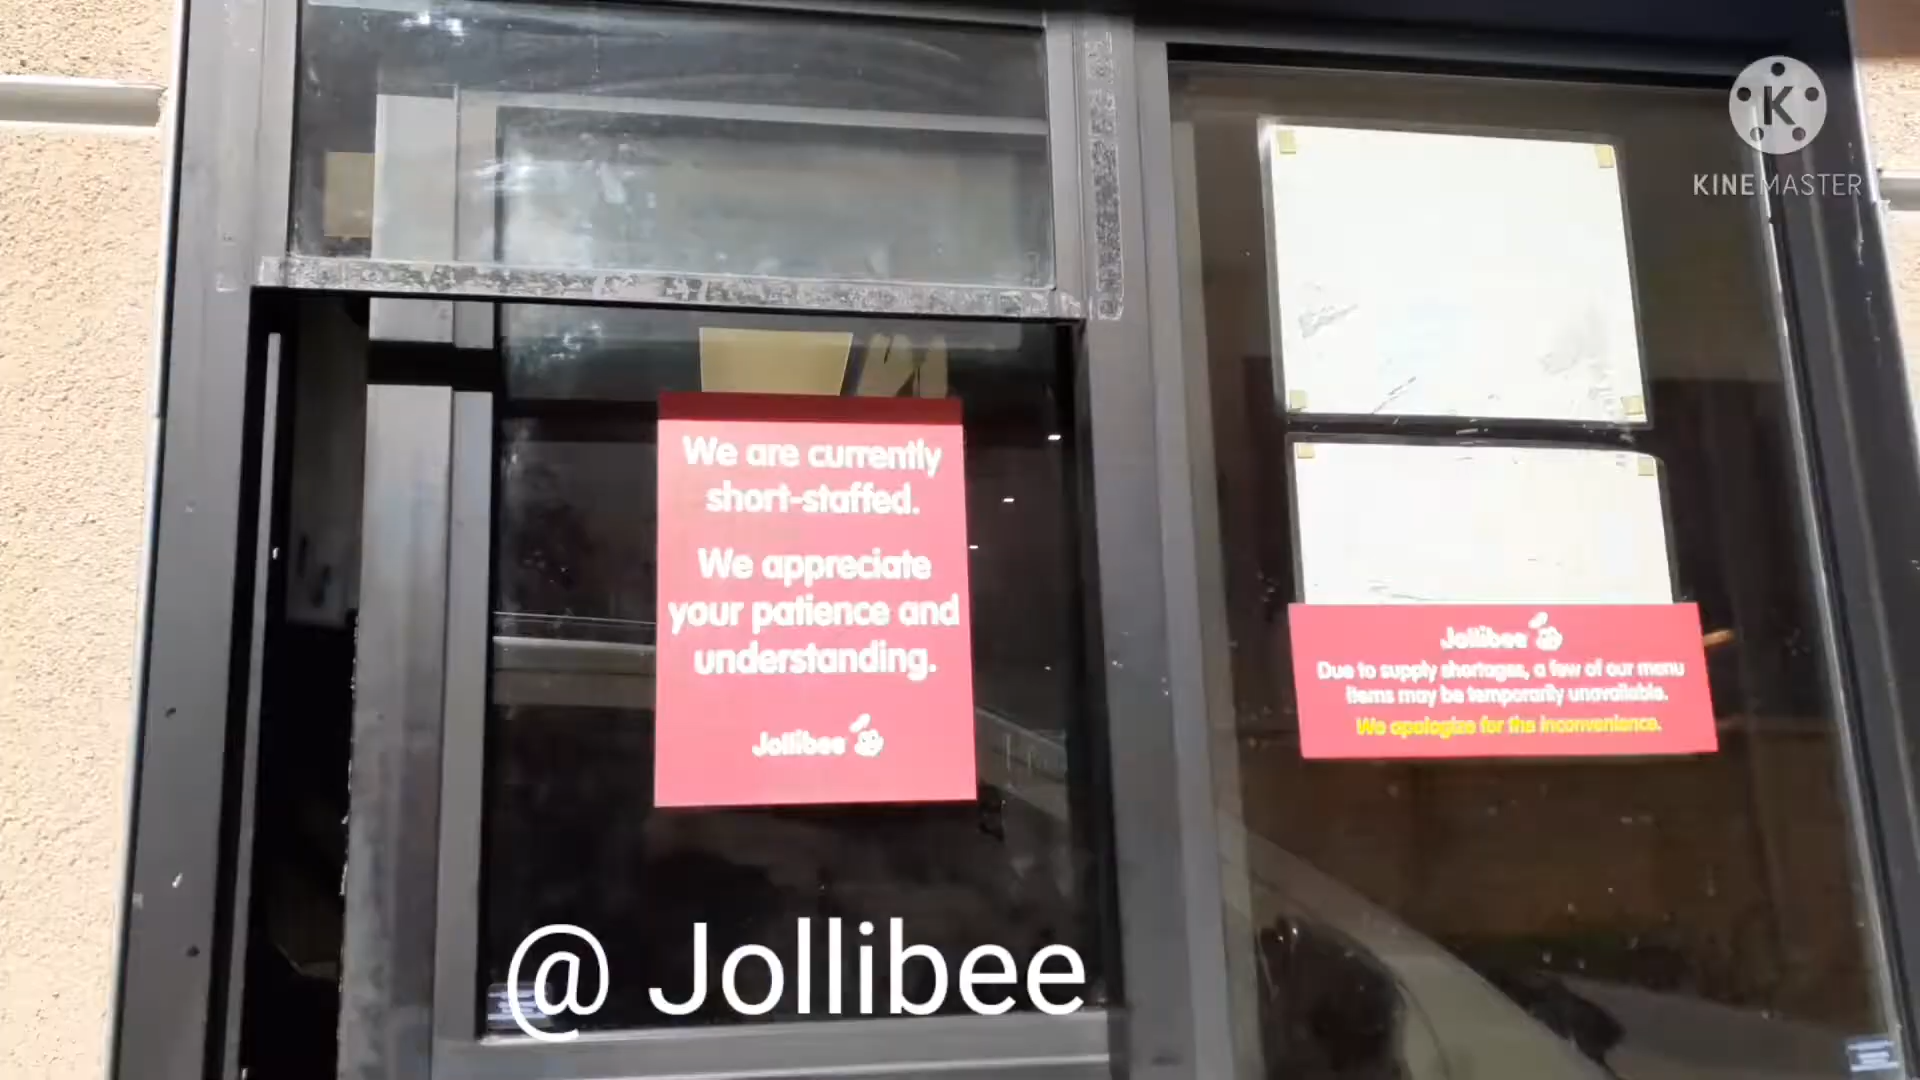 K
KINEMASTER
We are currently
short-staffed.
We appreciate
your patience and
understanding.
Jollibee
Jollibee
Due to supply shortages, a few of our menu
items may be temporarily unavailable.
We apologize for the inconvenience.
@ Jollibee